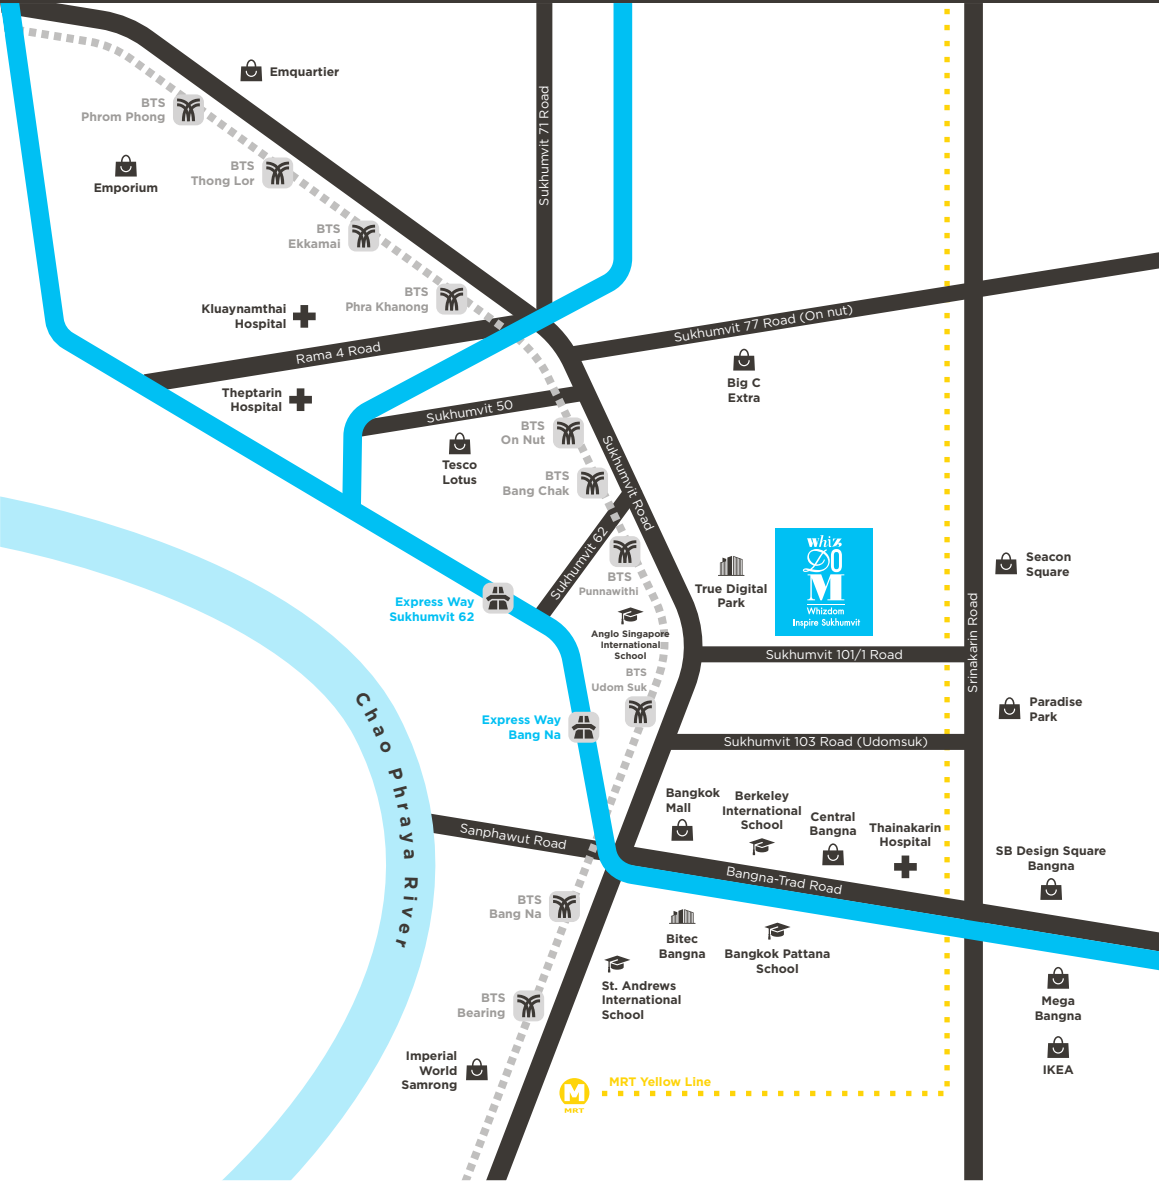 Emquartier
BTS
Phrom Phong
Emporium
BTS
Thong Lor
Sukhumvit 71 Road
BTS
Ekkamai
BTS
Phra Khanong
Kluaynamthai
Hospital
Rama 4 Road
Sukhumvit 77 Road (On nut)
Theptarin
Hospital
Big C
Extra
Sukhumvit 50
BTS
On Nut
Tesco
Lotus
BTS
Bang Chak
Sukhumvit Road
Sukhumvit 62
BTS
Punnawithi
Express Way
Sukhumvit 62
True Digital
Park
whiz
DO
M
Whizdom
Inspire Sukhumvit
Seacon
Square
Anglo Singapore
International
School
Sukhumvit 101/1 Road
Srinakarin Road
BTS
Udom Suk
Paradise
Park
Express Way
Bang Na
Sukhumvit 103 Road (Udomsuk)
Chao Phraya River
Bangkok
Mall
Berkeley
International
School
Central
Bangna
Thainakarin
Hospital
SB Design Square
Bangna
Sanphawut Road
Bangna-Trad Road
BTS
Bang Na
Bitec
Bangna
Bangkok Pattana
School
St. Andrews
International
School
BTS
Bearing
Mega
Bangna
IKEA
Imperial
World
Samrong
MRT Yellow Line
M
MRT